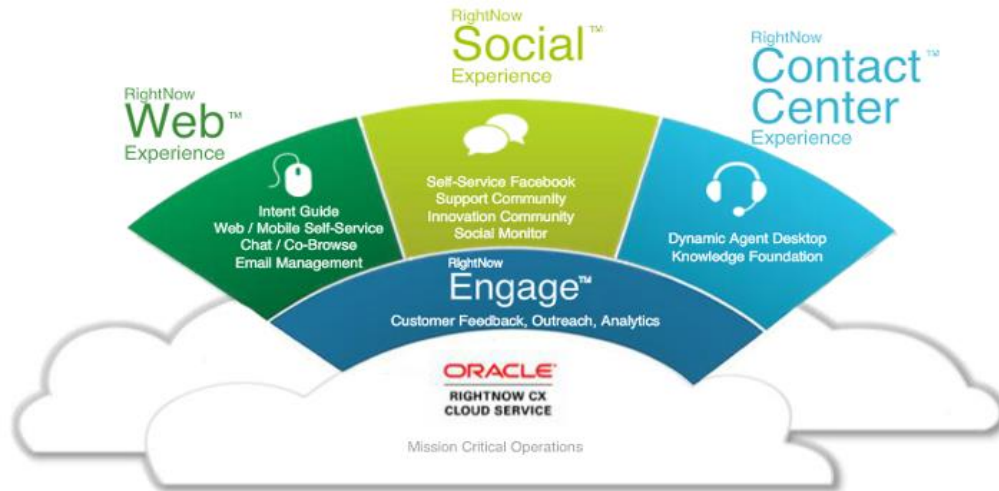 RightNow
Web™
Experience
RightNow
Social™
Experience
RightNow
Contact™
Center
Experience
Intent Guide
Web / Mobile Self-Service
Chat / Co-Browse
Email Management
Self-Service Facebook
Support Community
Innovation Community
Social Monitor
Dynamic Agent Desktop
Knowledge Foundation
RightNow
Engage™
Customer Feedback, Outreach, Analytics
ORACLE®
RIGHTNOW CX
CLOUD SERVICE
Mission Critical Operations